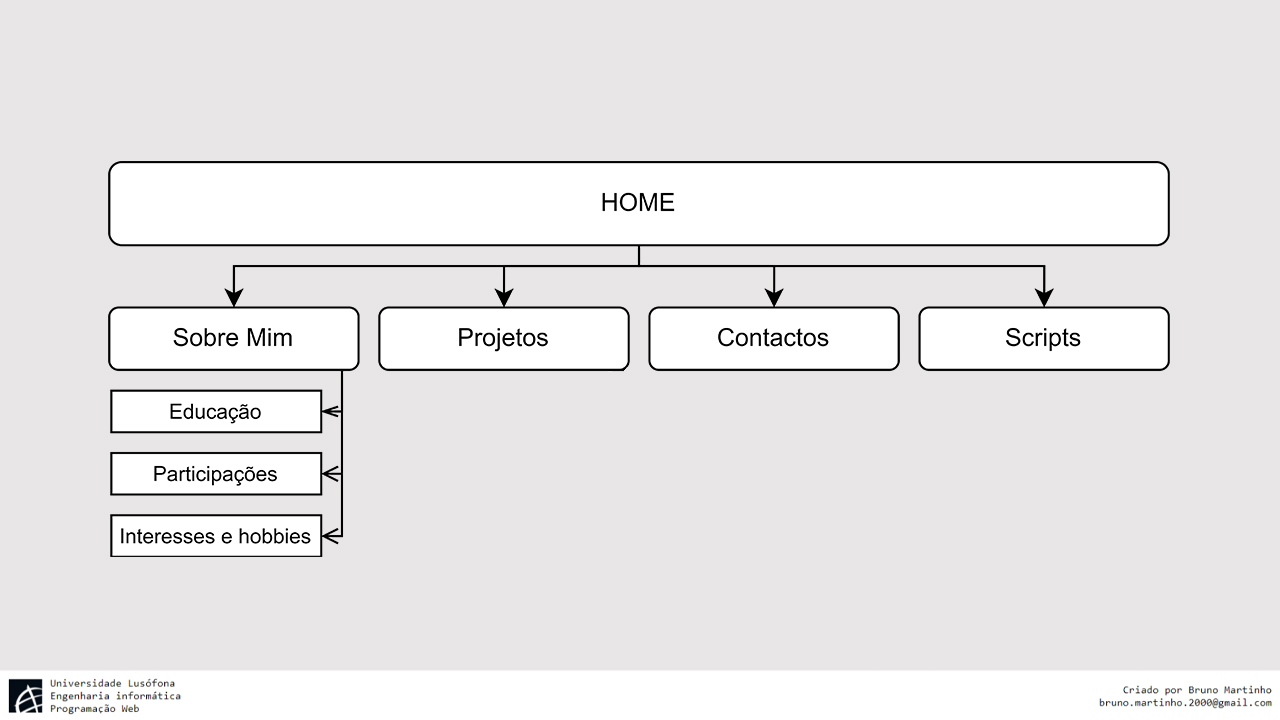 HOME
Sobre Mim
Projetos
Contactos
Scripts
Educação
Participações
Interesses e hobbies
Universidade Lusófona
Engenharia informática
Programação Web
Criado por Bruno Martinho
bruno.martinho.2000@gmail.com